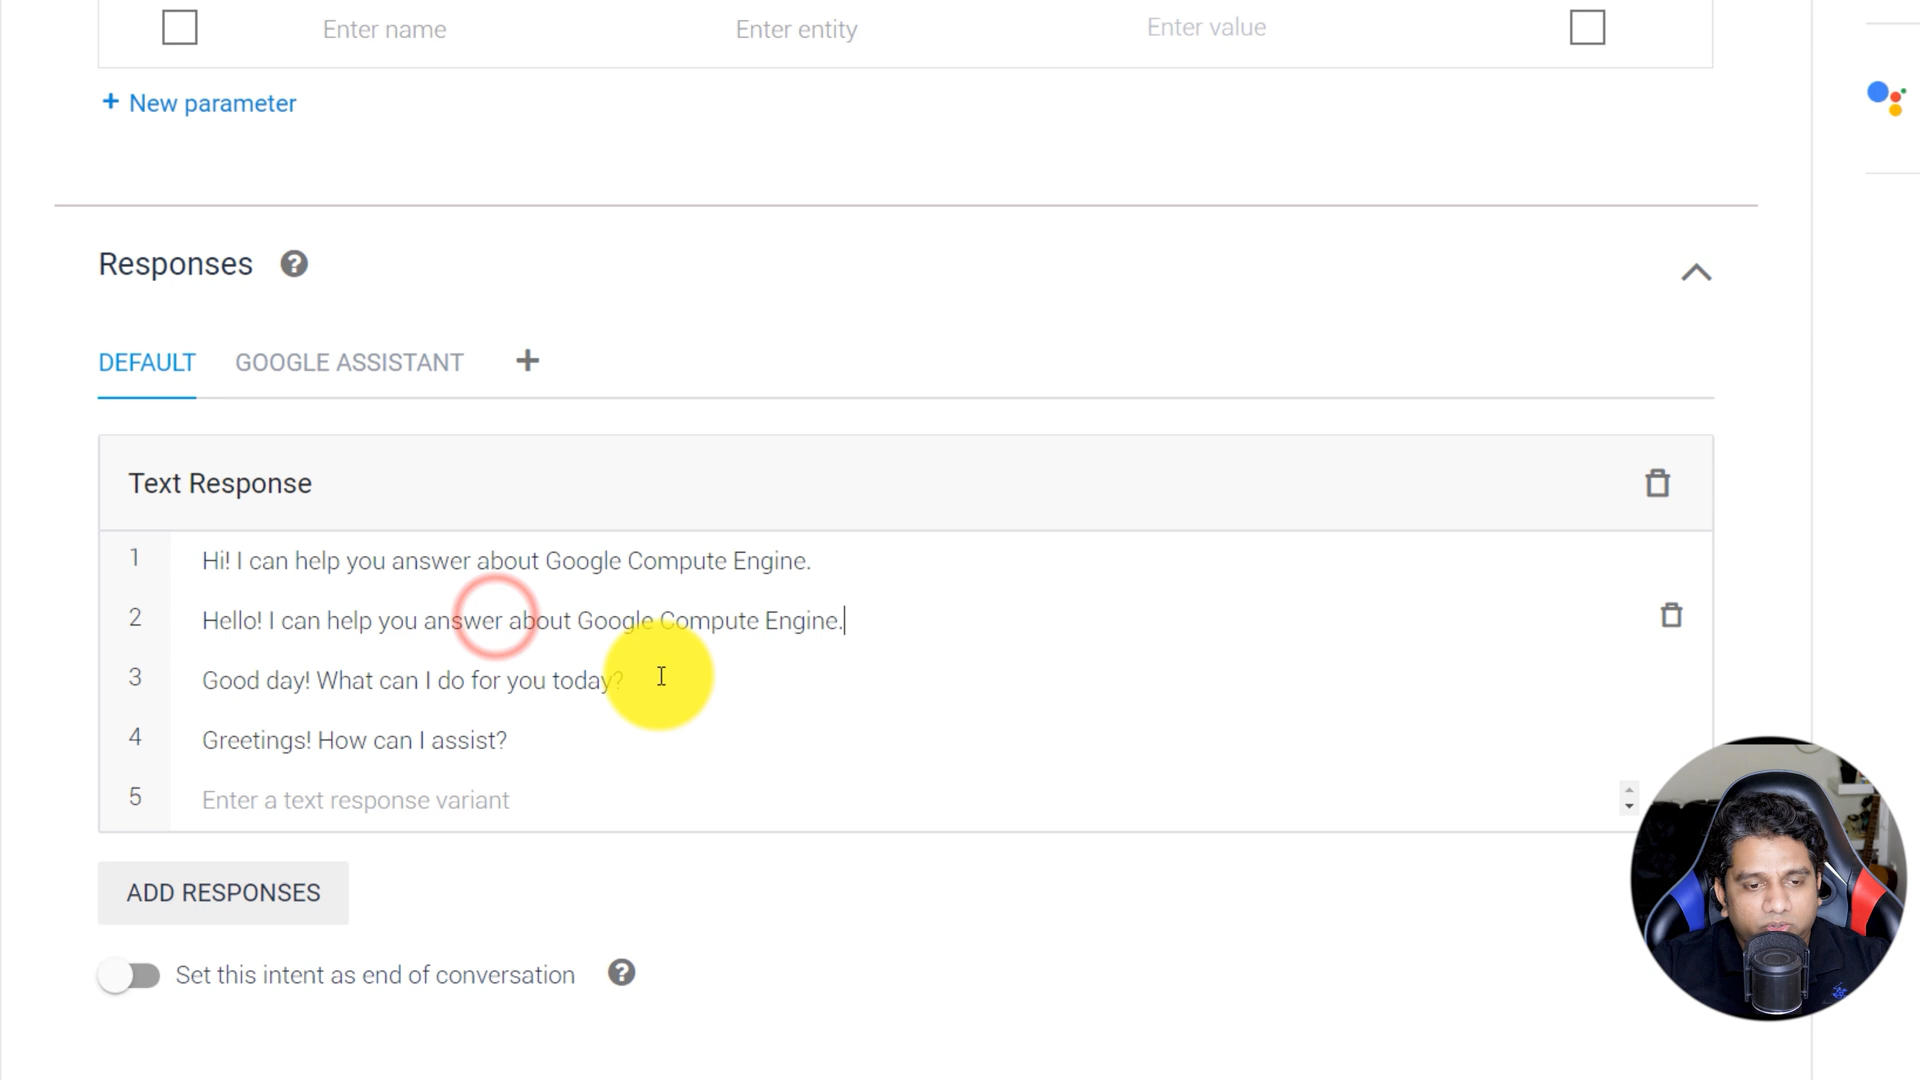 Enter name
Enter entity
Enter value
+ New parameter
Responses ?
DEFAULT
GOOGLE ASSISTANT
+
Text Response
1 Hi! I can help you answer about Google Compute Engine.
2 Hello! I can help you answer about Google Compute Engine.
3 Good day! What can I do for you today?
4 Greetings! How can I assist?
5 Enter a text response variant
ADD RESPONSES
Set this intent as end of conversation ?